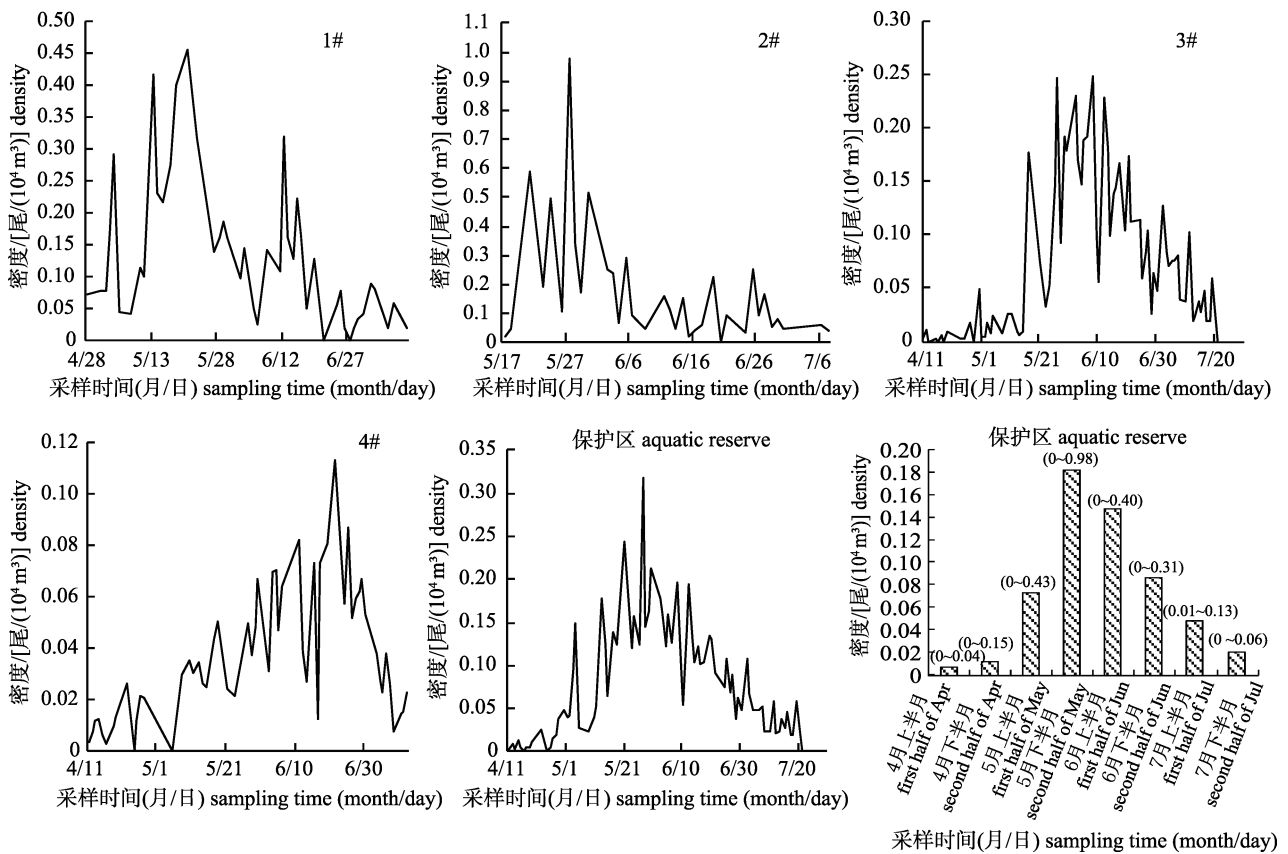 1#
0.50
0.45
0.40
0.35
0.30
0.25
0.20
0.15
0.10
0.05
0
密度/[尾/(10⁴ m³)] density
4/28 5/13 5/28 6/12 6/27
采样时间(月/日) sampling time (month/day)
2#
1.1
1.0
0.9
0.8
0.7
0.6
0.5
0.4
0.3
0.2
0.1
0
密度/[尾/(10⁴ m³)] density
5/17 5/27 6/6 6/16 6/26 7/6
采样时间(月/日) sampling time (month/day)
3#
0.30
0.25
0.20
0.15
0.10
0.05
0
密度/[尾/(10⁴ m³)] density
4/11 5/1 5/21 6/10 6/30 7/20
采样时间(月/日) sampling time (month/day)
4#
0.12
0.10
0.08
0.06
0.04
0.02
0
密度/[尾/(10⁴ m³)] density
4/11 5/1 5/21 6/10 6/30
采样时间(月/日) sampling time (month/day)
保护区 aquatic reserve
0.35
0.30
0.25
0.20
0.15
0.10
0.05
0
密度/[尾/(10⁴ m³)] density
4/11 5/1 5/21 6/10 6/30 7/20
采样时间(月/日) sampling time (month/day)
保护区 aquatic reserve
0.20
0.18
0.16
0.14
0.12
0.10
0.08
0.06
0.04
0.02
0
密度/[尾/(10⁴ m³)] density
(0~0.04)
(0~0.15)
(0~0.43)
(0~0.98)
(0~0.40)
(0~0.31)
(0.01~0.13)
(0 ~0.06)
4月上半月
first half of Apr
4月下半月
second half of Apr
5月上半月
first half of May
5月下半月
second half of May
6月上半月
first half of Jun
6月下半月
second half of Jun
7月上半月
first half of Jul
7月下半月
second half of Jul
采样时间(月/日) sampling time (month/day)